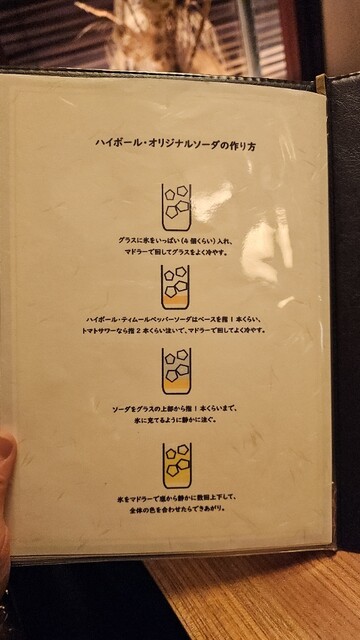 ハイボール・オリジナルソーダの作り方
グラスに氷をいっぱい(4個くらい)入れ、
マドラーで回してグラスをよく冷やす。
ハイボール・ティムールペッパーソーダはベースを指1本くらい、
トマトサワーなら指2本くらい注いで、マドラーで回してよく冷やす。
ソーダをグラスの上部から指1本くらいまで、
氷に充てるように静かに注ぐ。
氷をマドラーで底から静かに数回上下して、
全体の色を合わせたらできあがり。